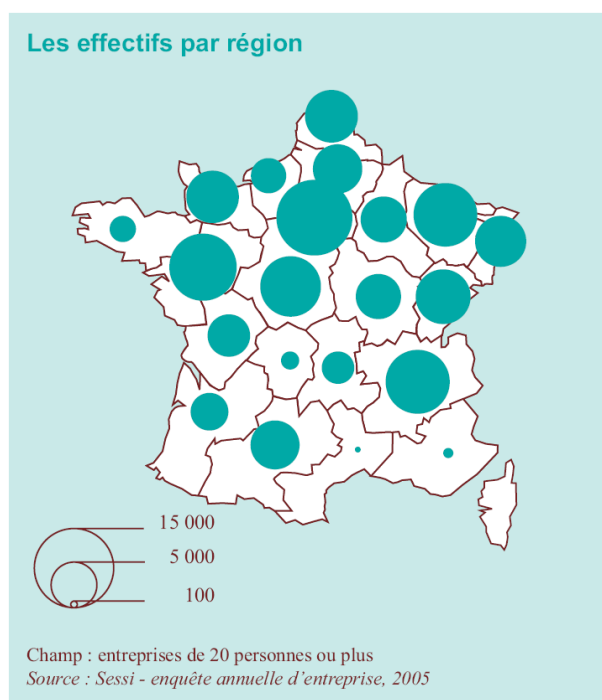 Les effectifs par région
15 000
5 000
100
Champ : entreprises de 20 personnes ou plus
Source : Sessi - enquête annuelle d'entreprise, 2005